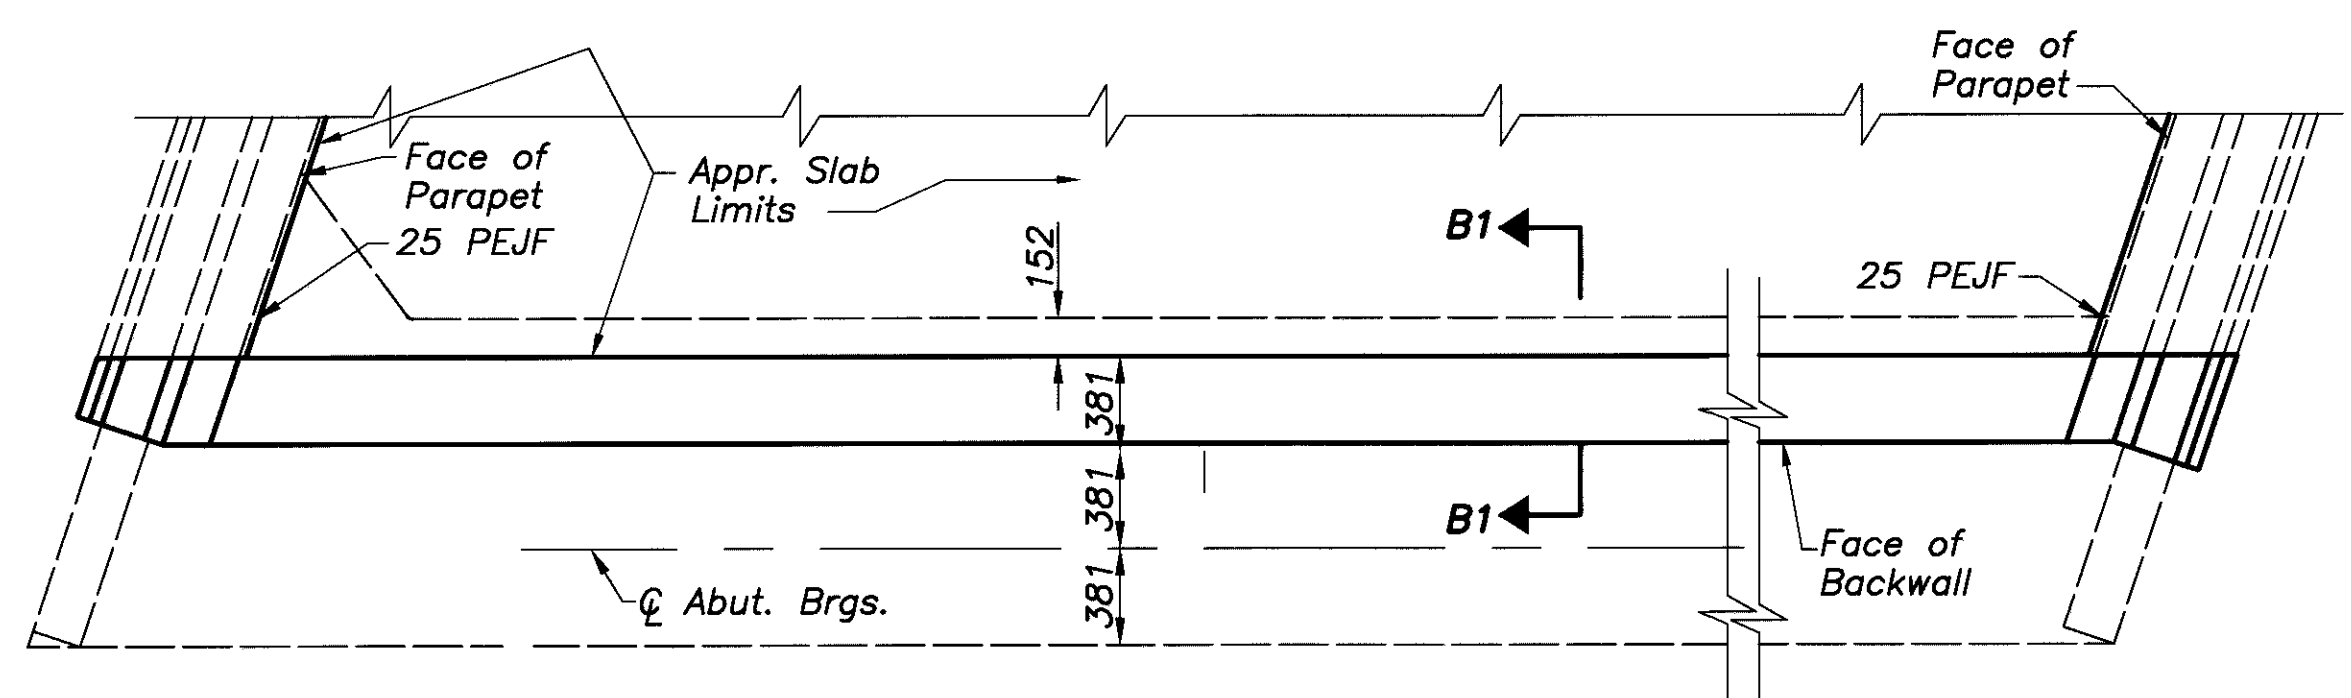 Face of
Parapet
Face of
Parapet
25 PEJF
Appr. Slab
Limits
152
B1
25 PEJF
381
381
B1
381
℄ Abut. Brgs.
Face of
Backwall